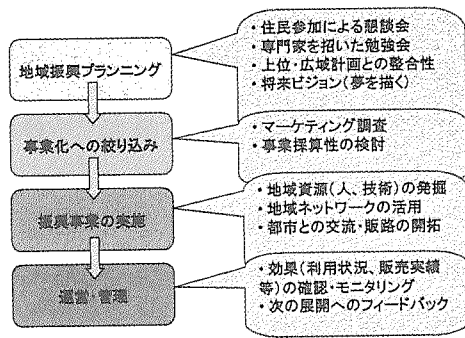 地域振興プランニング
・住民参加による懇談会
・専門家を招いた勉強会
・上位・広域計画との整合性
・将来ビジョン(夢を描く)
事業化への絞り込み
・マーケティング調査
・事業採算性の検討
振興事業の実施
・地域資源(人、技術)の発掘
・地域ネットワークの活用
・都市との交流・販路の開拓
運営・管理
・効果(利用状況、販売実績
等)の確認・モニタリング
・次の展開へのフィードバック